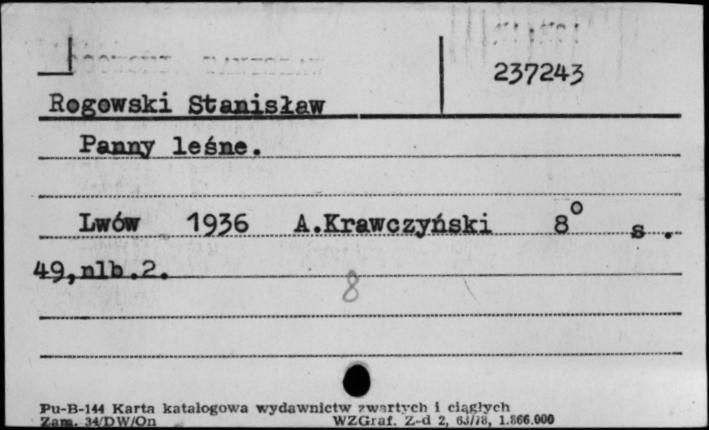 237243
Rogowski Stanisław
Panny leśne.
Lwów 1936 A.Krawczyński 8° s.
49,nlb.2.
8
Pu-B-144 Karta katalogowa wydawnictw zwartych i ciągłych
Zam. 34/DW/On WZGraf. Z-d 2, 63/78, 1.866.000